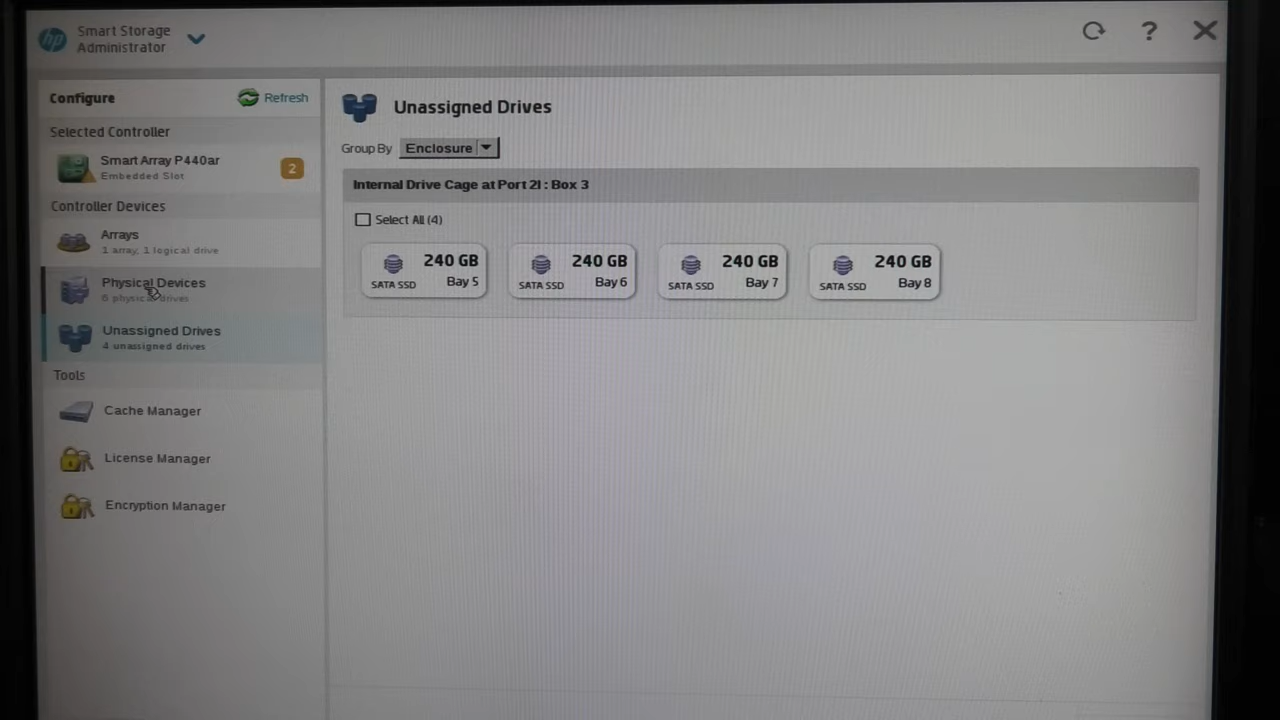 hp
Smart Storage
Administrator
?
Configure
Refresh
Selected Controller
Smart Array P440ar
Embedded Slot
2
Controller Devices
Arrays
1 array, 1 logical drive
Physical Devices
6 physical drives
Unassigned Drives
4 unassigned drives
Tools
Cache Manager
License Manager
Encryption Manager
Unassigned Drives
Group By Enclosure
Internal Drive Cage at Port 2I : Box 3
Select All (4)
240 GB
SATA SSD Bay 5
240 GB
SATA SSD Bay 6
240 GB
SATA SSD Bay 7
240 GB
SATA SSD Bay 8